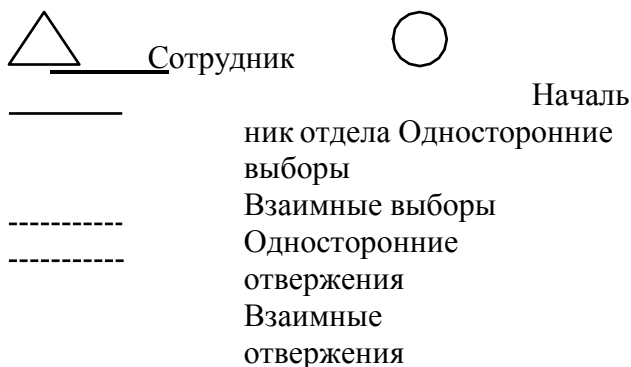 Сотрудник
Началь
ник отдела Односторонние
выборы
Взаимные выборы
Односторонние
отвержения
Взаимные
отвержения